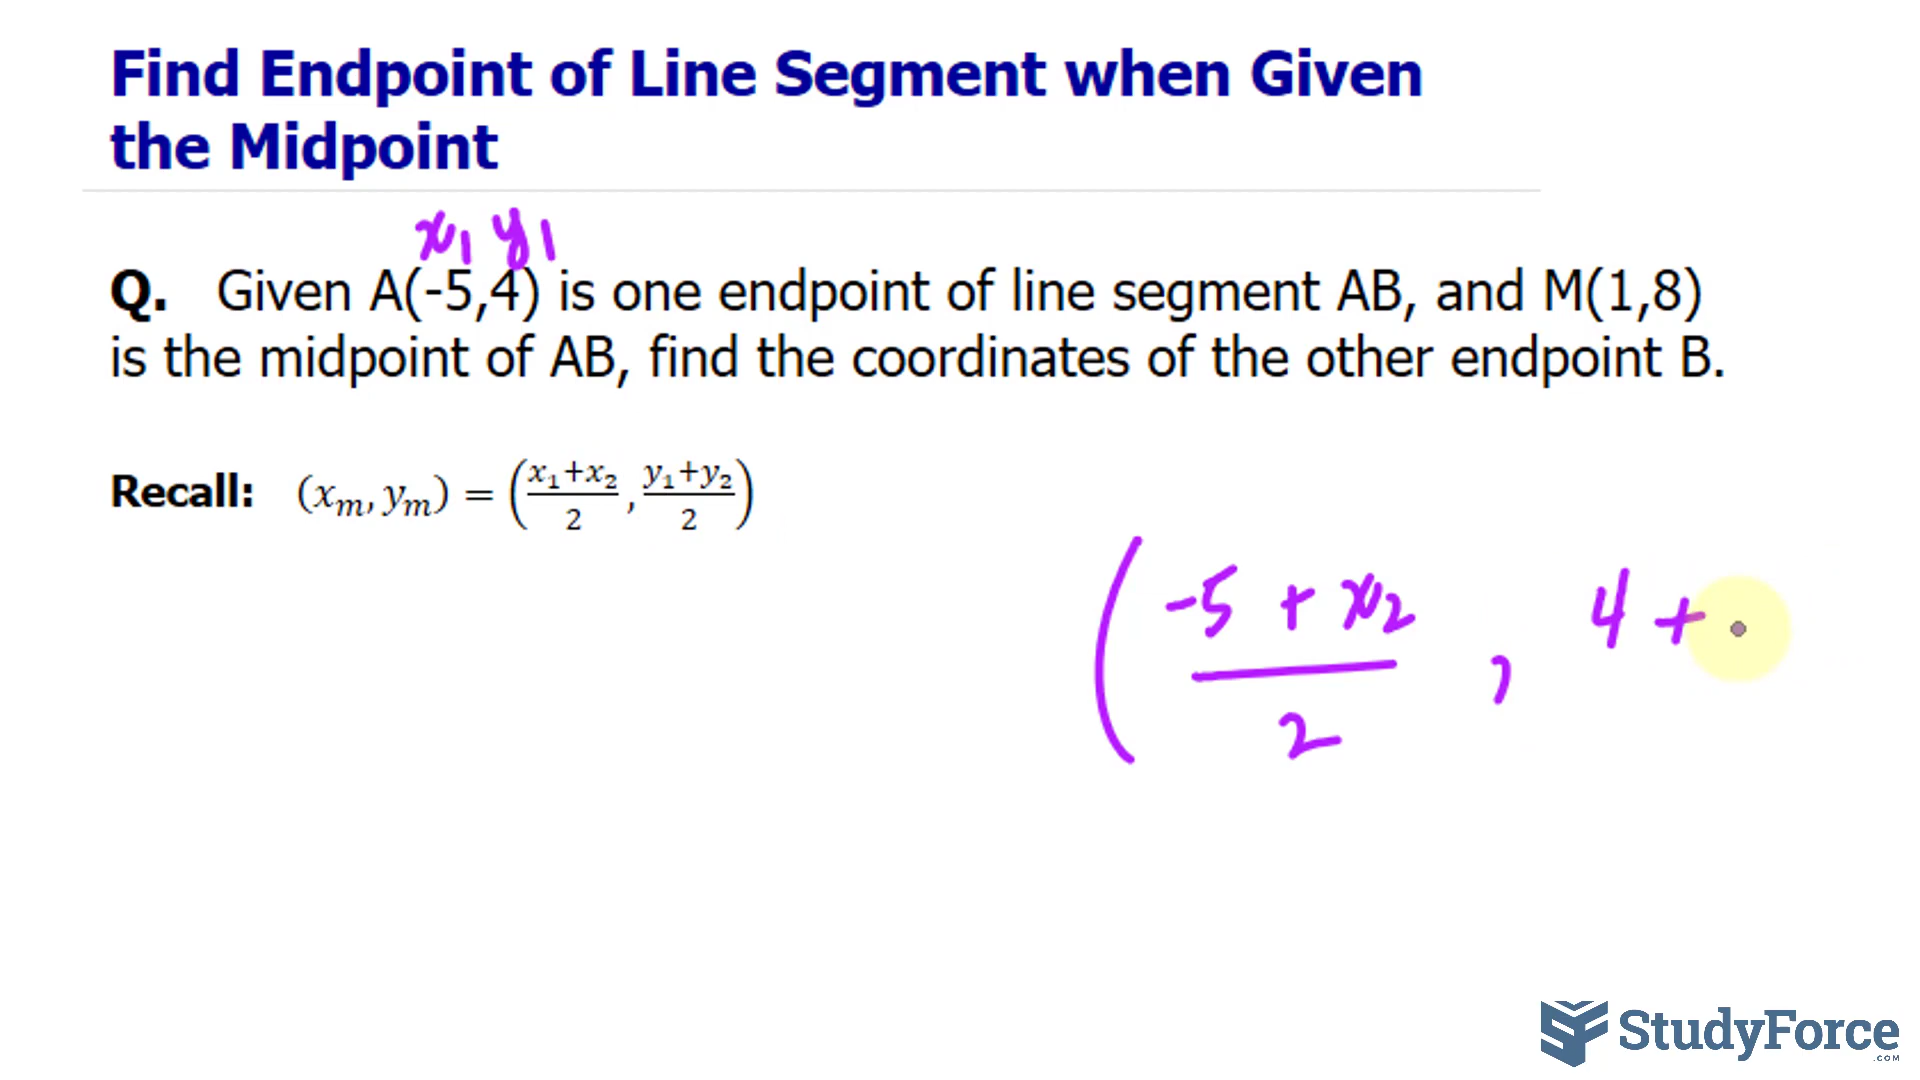 Find Endpoint of Line Segment when Given
the Midpoint
x₁ y₁
Q. Given A(-5,4) is one endpoint of line segment AB, and M(1,8)
is the midpoint of AB, find the coordinates of the other endpoint B.
Recall: (xₘ, yₘ) = ((x₁+x₂)/2, (y₁+y₂)/2)
( (-5 + x₂)/2 , 4 +
StudyForce
.COM